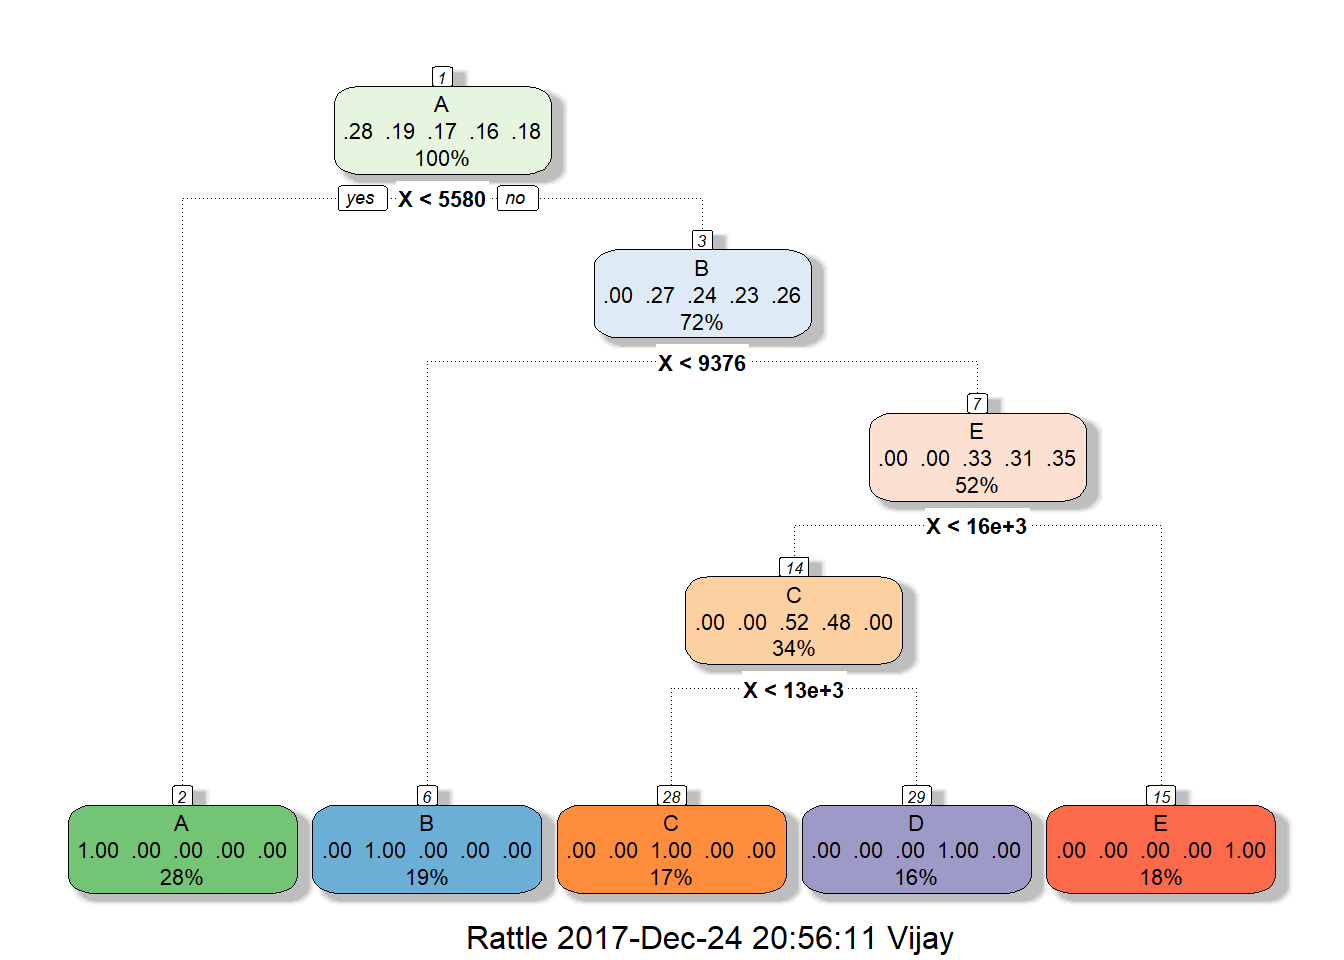 1
A
.28 .19 .17 .16 .18
100%
yes X < 5580 no
3
B
.00 .27 .24 .23 .26
72%
X < 9376
7
E
.00 .00 .33 .31 .35
52%
X < 16e+3
14
C
.00 .00 .52 .48 .00
34%
X < 13e+3
2
A
1.00 .00 .00 .00 .00
28%
6
B
.00 1.00 .00 .00 .00
19%
28
C
.00 .00 1.00 .00 .00
17%
29
D
.00 .00 .00 1.00 .00
16%
15
E
.00 .00 .00 .00 1.00
18%
Rattle 2017-Dec-24 20:56:11 Vijay